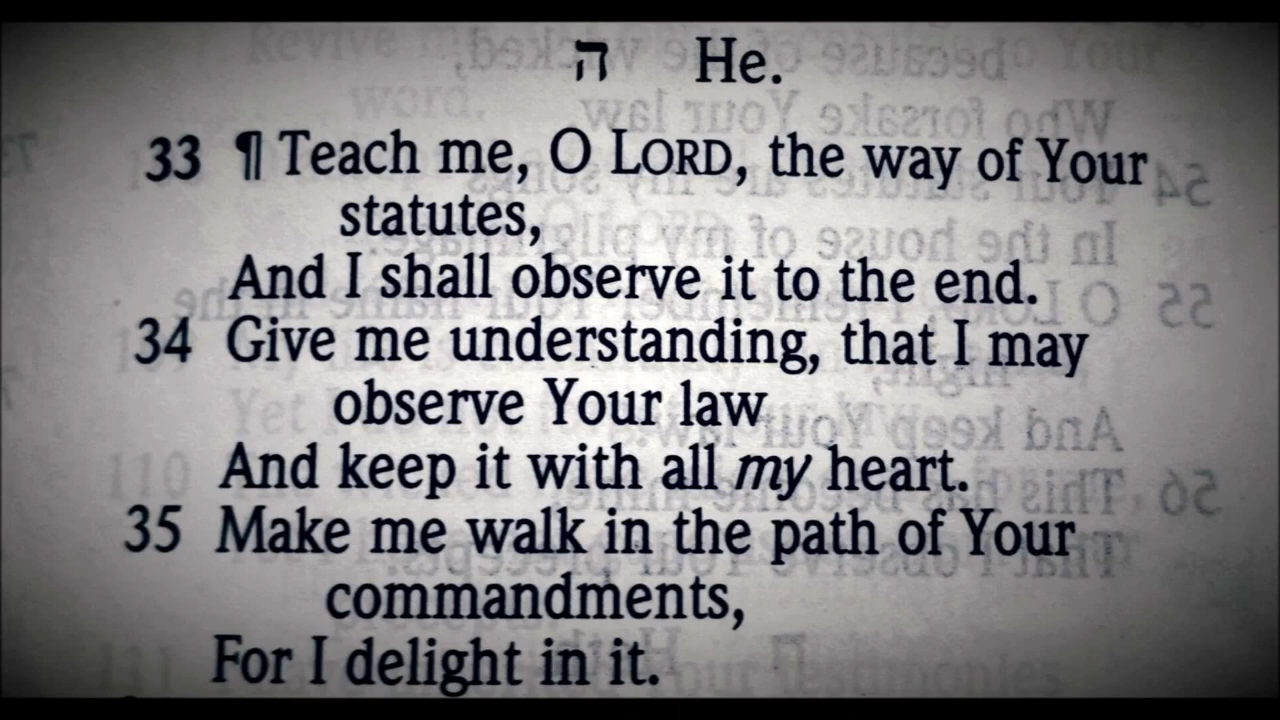 ה He.
33 ¶ Teach me, O LORD, the way of Your
statutes,
And I shall observe it to the end.
34 Give me understanding, that I may
observe Your law
And keep it with all my heart.
35 Make me walk in the path of Your
commandments,
For I delight in it.